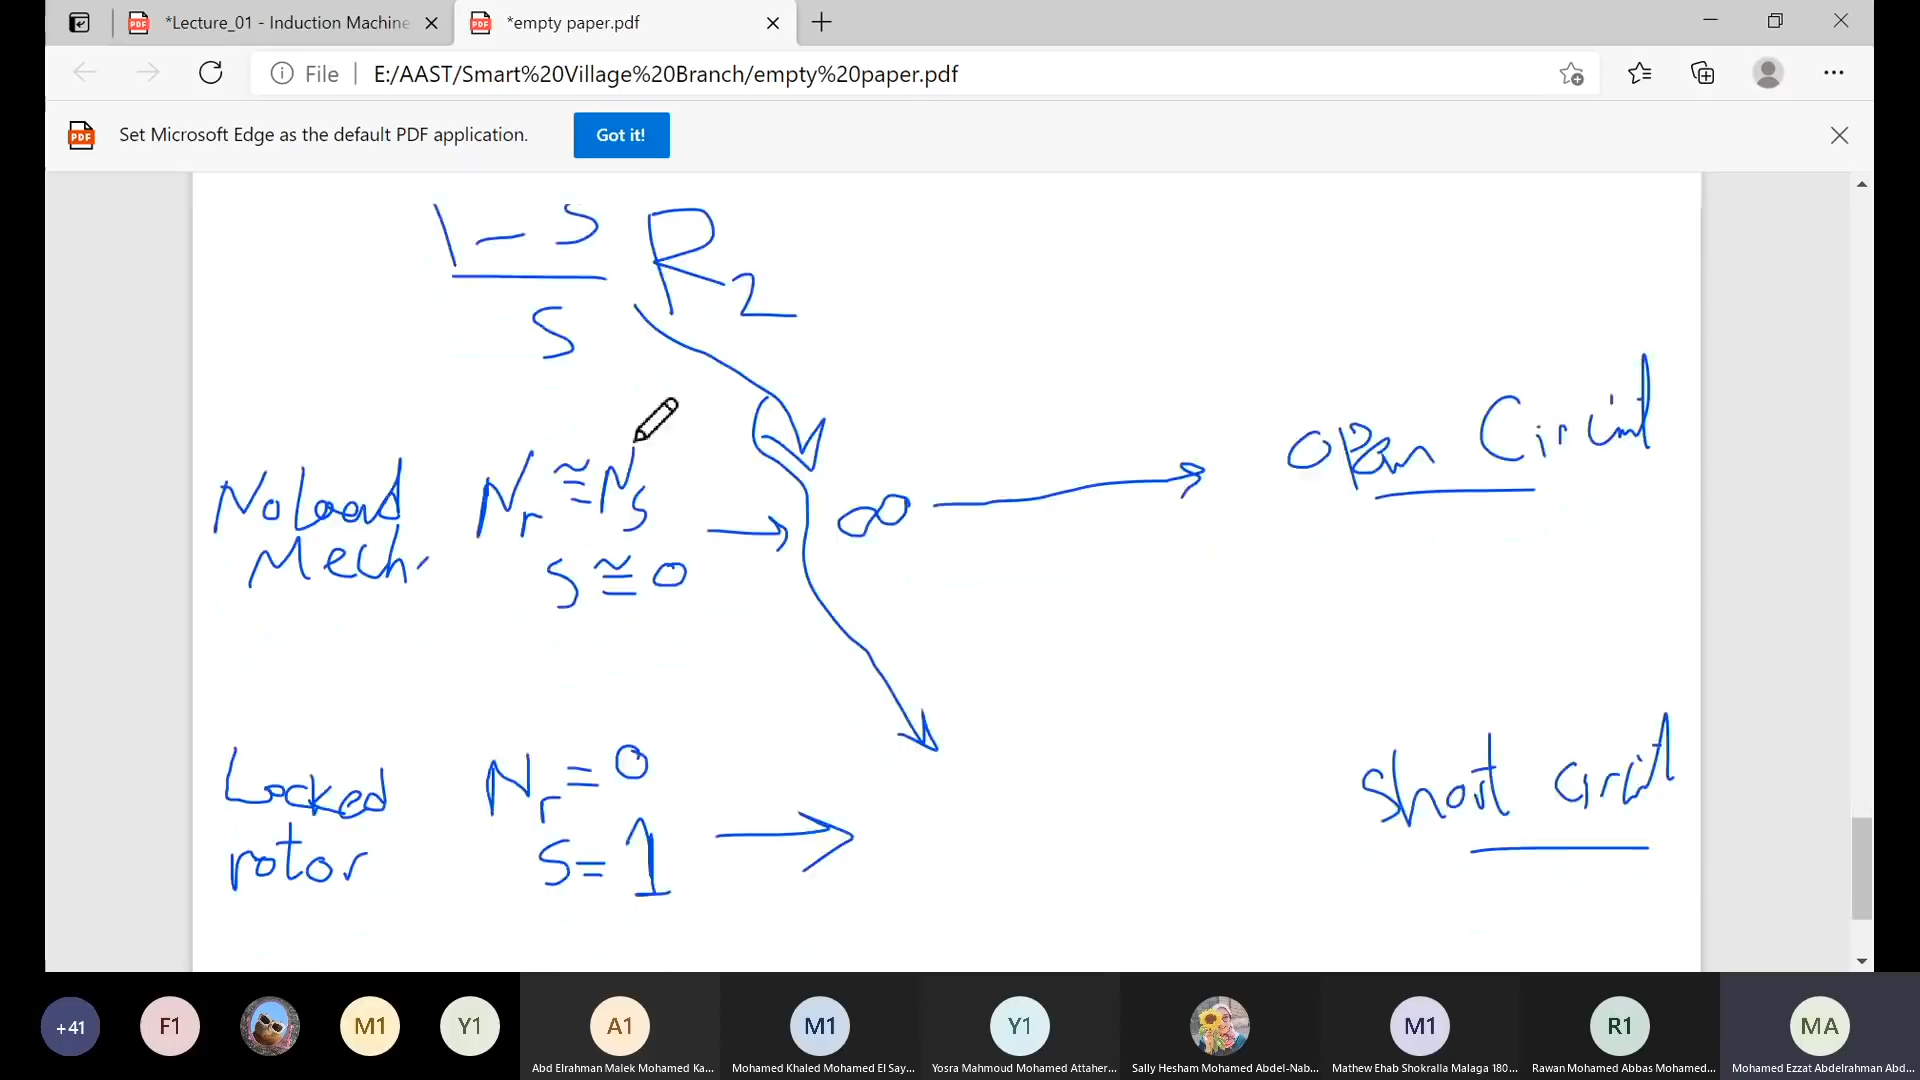 *Lecture_01 - Induction Machine
*empty paper.pdf
File
E:/AAST/Smart%20Village%20Branch/empty%20paper.pdf
PDF
Set Microsoft Edge as the default PDF application.
Got it!
1 - S
S
R2
No Load
Mech.
Nr ≅ Ns
S ≅ 0
→ ∞ →
open Circuit
Locked
rotor
Nr = 0
S = 1
→
Short circuit
+41
F1
M1
Y1
A1
Abd Elrahman Malek Mohamed Ka...
M1
Mohamed Khaled Mohamed El Say...
Y1
Yosra Mahmoud Mohamed Attaher...
Sally Hesham Mohamed Abdel-Nab...
M1
Mathew Ehab Shokralla Malaga 180...
R1
Rawan Mohamed Abbas Mohamed...
MA
Mohamed Ezzat Abdelrahman Abd...